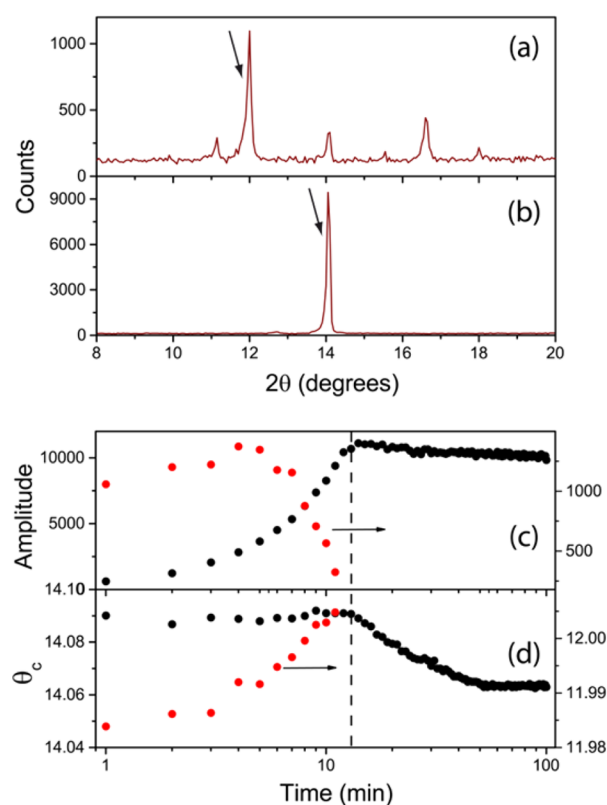 1000
(a)
500
0
Counts
9000
(b)
6000
3000
0
8 10 12 14 16 18 20
2θ (degrees)
10000
1000
Amplitude
5000
(c)
500
14.10
14.08
12.00
θc
(d)
14.06
11.99
14.04
11.98
1 10 100
Time (min)